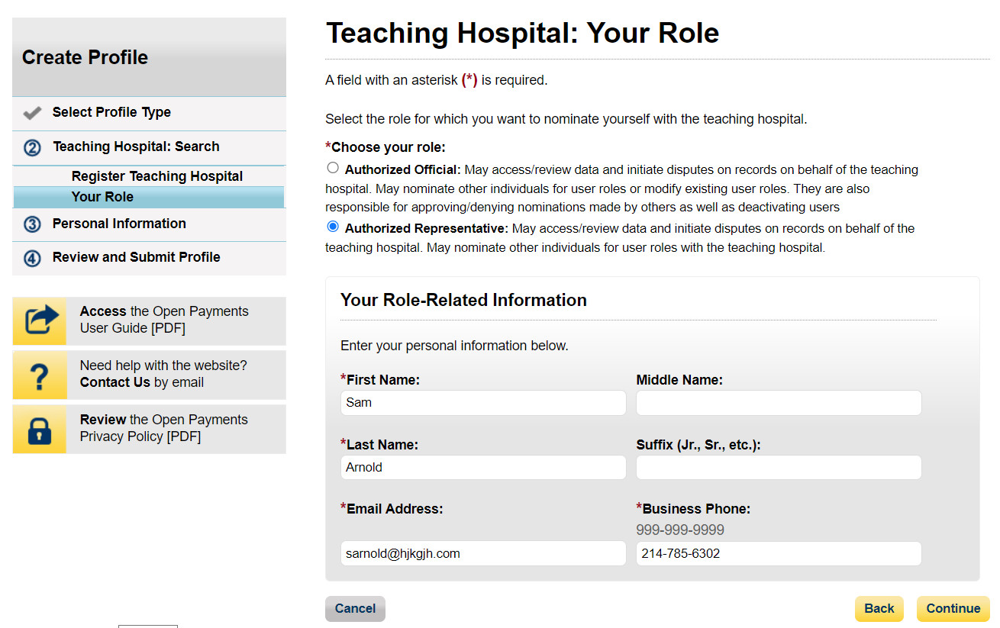 Create Profile
Select Profile Type
2 Teaching Hospital: Search
Register Teaching Hospital
Your Role
3 Personal Information
4 Review and Submit Profile
Access the Open Payments
User Guide [PDF]
? Need help with the website?
Contact Us by email
Review the Open Payments
Privacy Policy [PDF]
Teaching Hospital: Your Role
A field with an asterisk (*) is required.
Select the role for which you want to nominate yourself with the teaching hospital.
*Choose your role:
Authorized Official: May access/review data and initiate disputes on records on behalf of the teaching
hospital. May nominate other individuals for user roles or modify existing user roles. They are also
responsible for approving/denying nominations made by others as well as deactivating users
Authorized Representative: May access/review data and initiate disputes on records on behalf of the
teaching hospital. May nominate other individuals for user roles with the teaching hospital.
Your Role-Related Information
Enter your personal information below.
*First Name: Middle Name:
Sam
*Last Name: Suffix (Jr., Sr., etc.):
Arnold
*Email Address: *Business Phone:
999-999-9999
sarnold@hjkgjh.com 214-785-6302
Cancel Back Continue